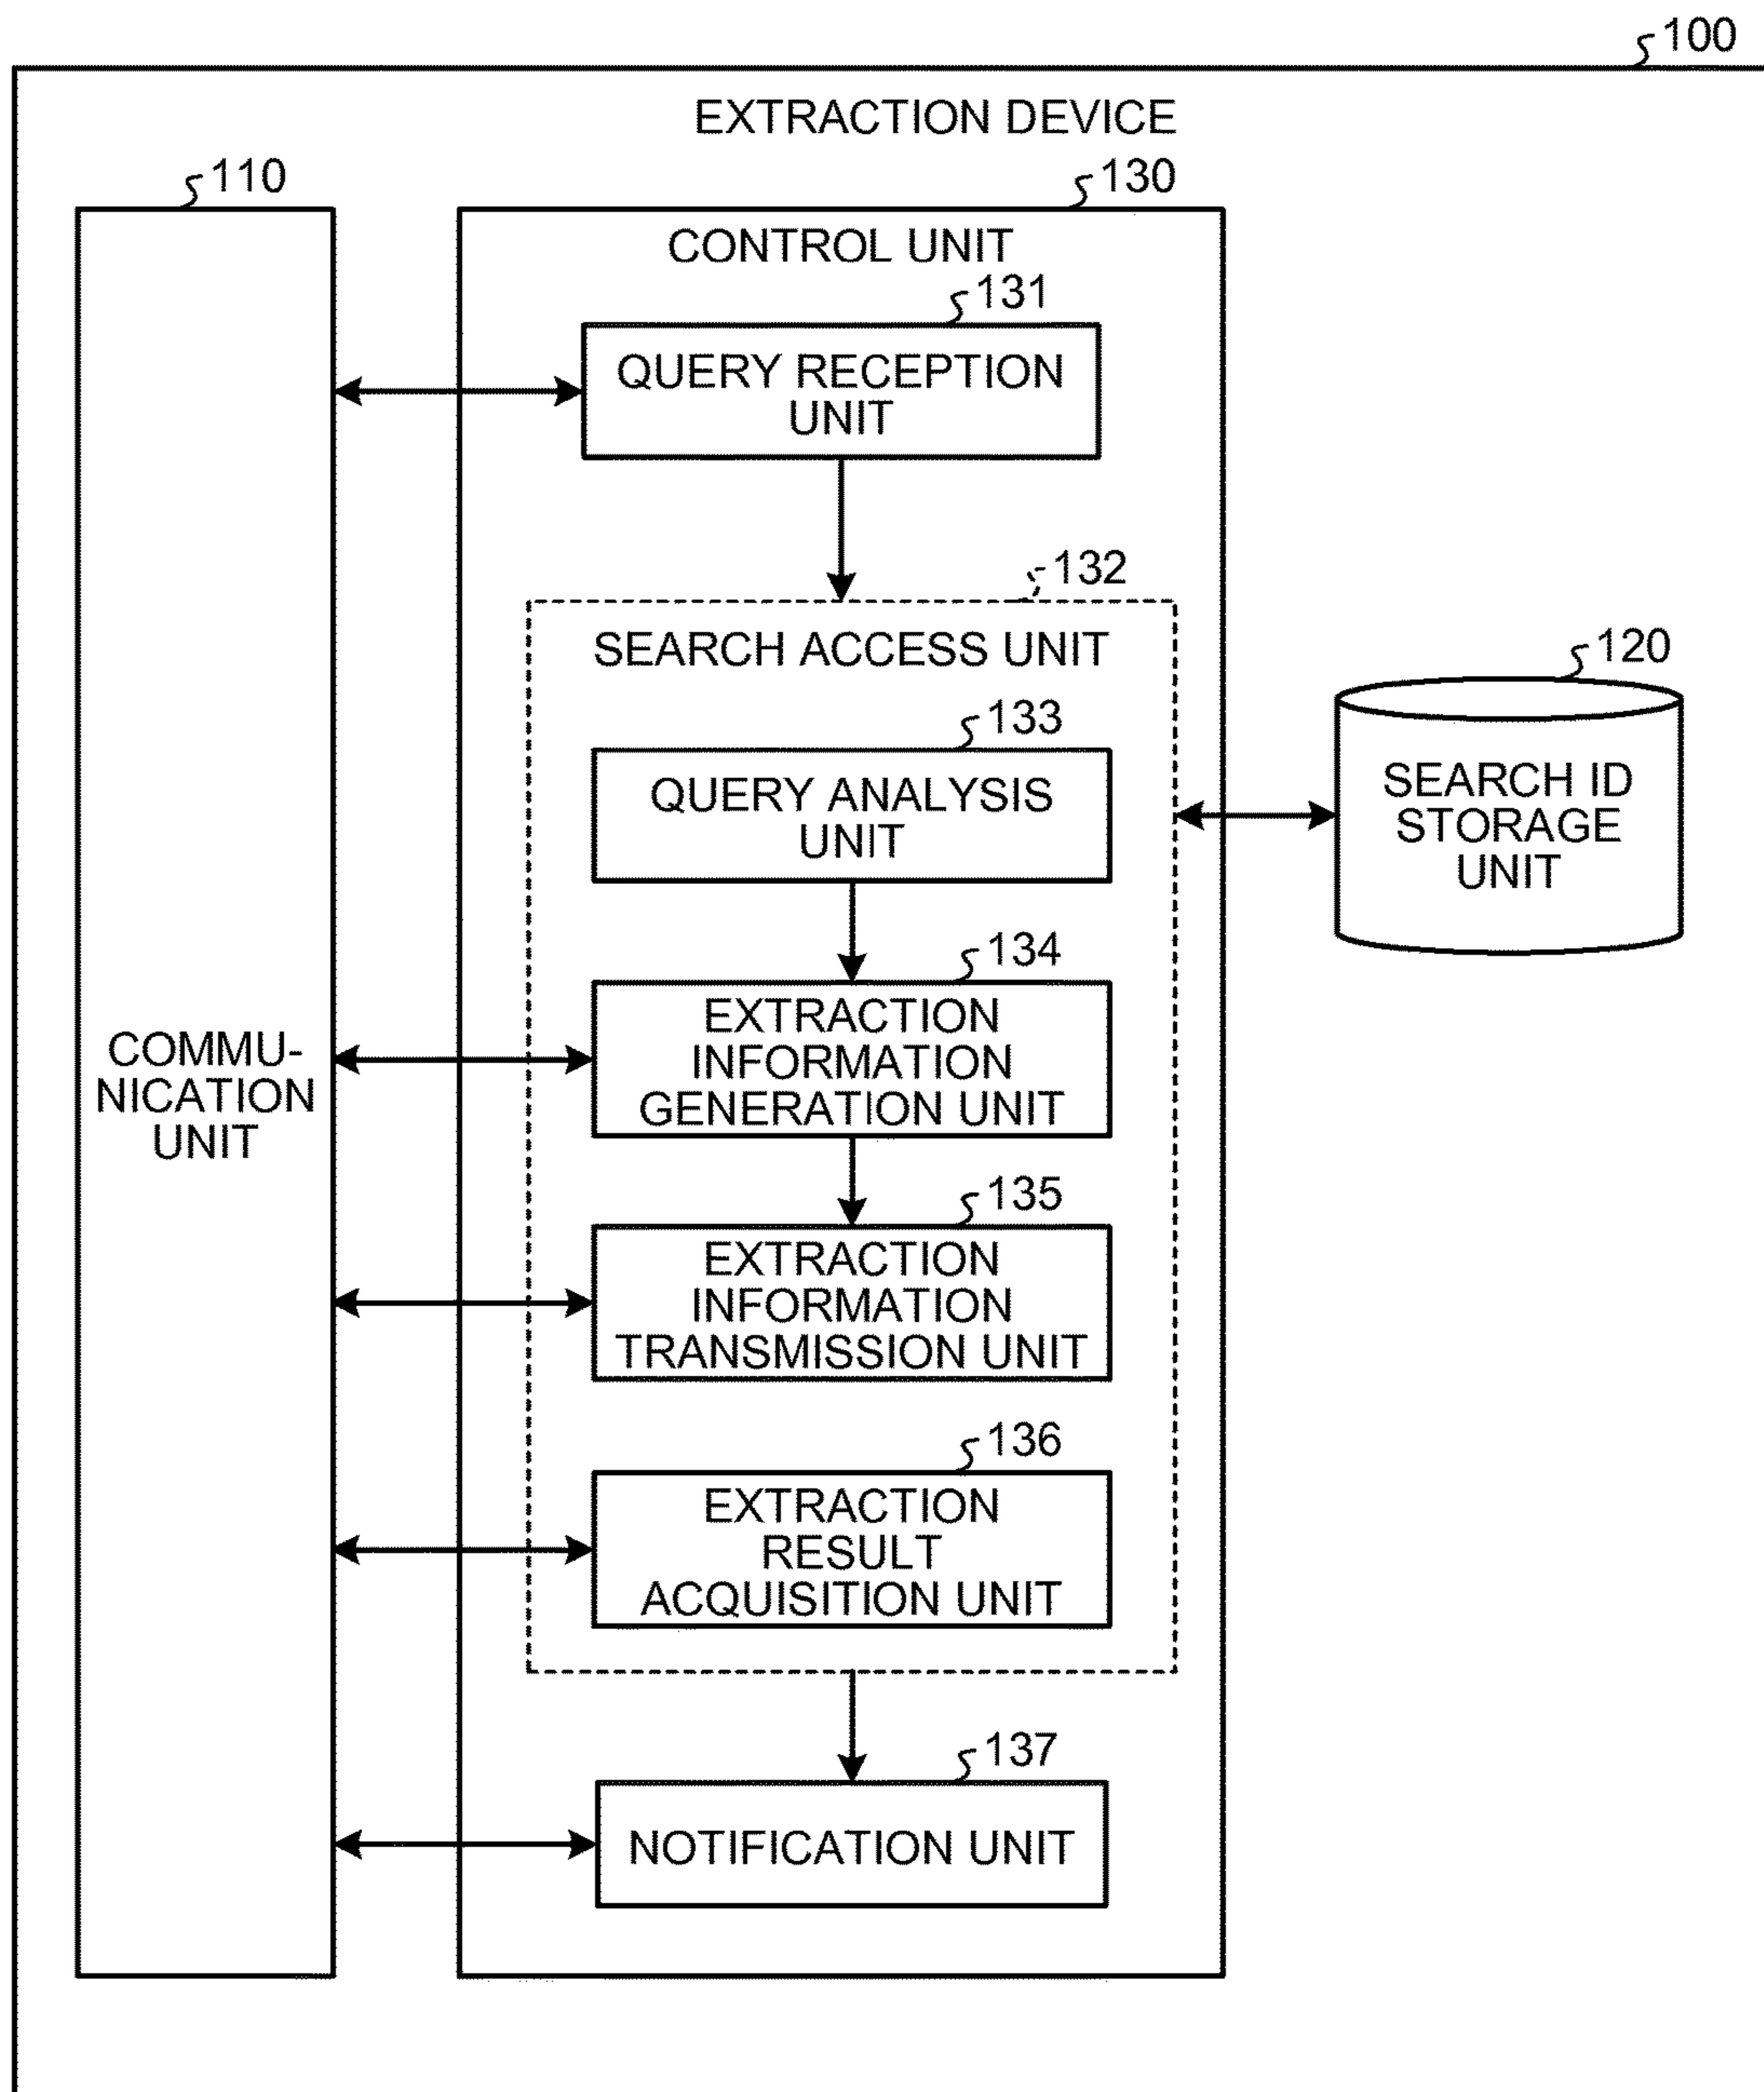 100
EXTRACTION DEVICE
110
130
CONTROL UNIT
131
QUERY RECEPTION
UNIT
132
SEARCH ACCESS UNIT
120
133
QUERY ANALYSIS
UNIT
SEARCH ID
STORAGE
UNIT
134
EXTRACTION
INFORMATION
GENERATION UNIT
COMMU-
NICATION
UNIT
135
EXTRACTION
INFORMATION
TRANSMISSION UNIT
136
EXTRACTION
RESULT
ACQUISITION UNIT
137
NOTIFICATION UNIT